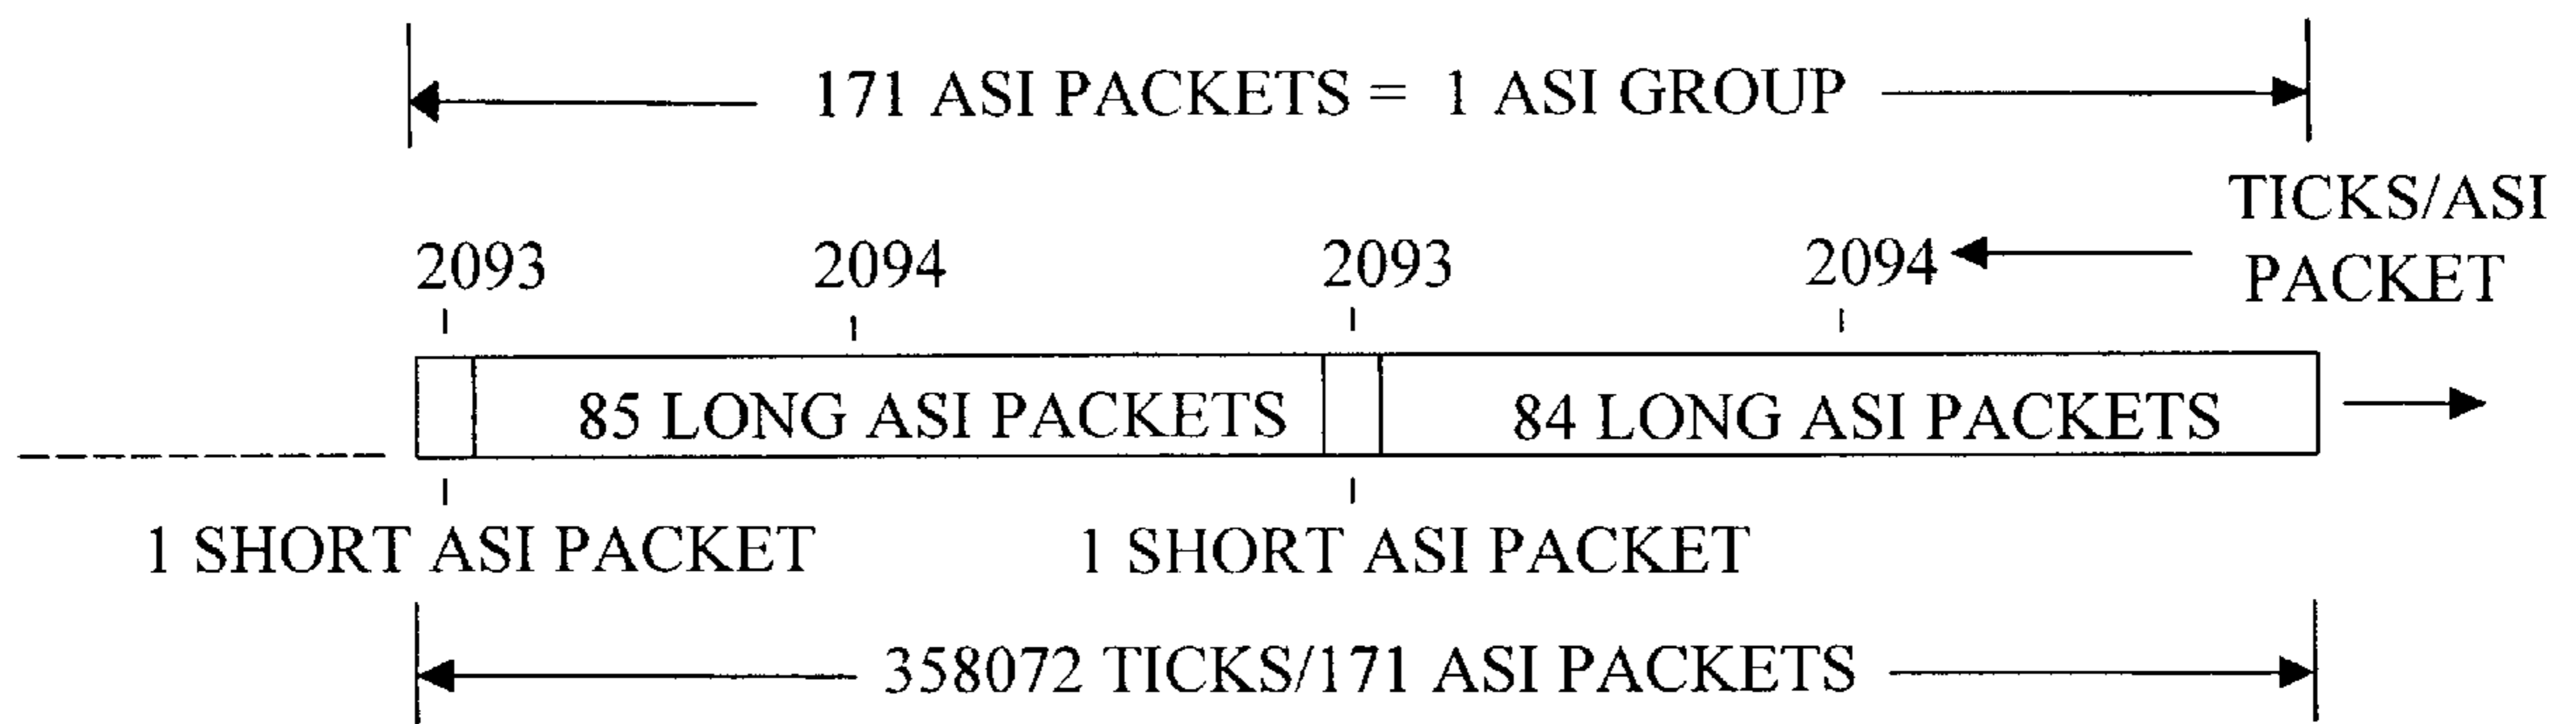 171 ASI PACKETS = 1 ASI GROUP
TICKS/ASI
PACKET
2093 2094 2093 2094
85 LONG ASI PACKETS 84 LONG ASI PACKETS
1 SHORT ASI PACKET 1 SHORT ASI PACKET
358072 TICKS/171 ASI PACKETS